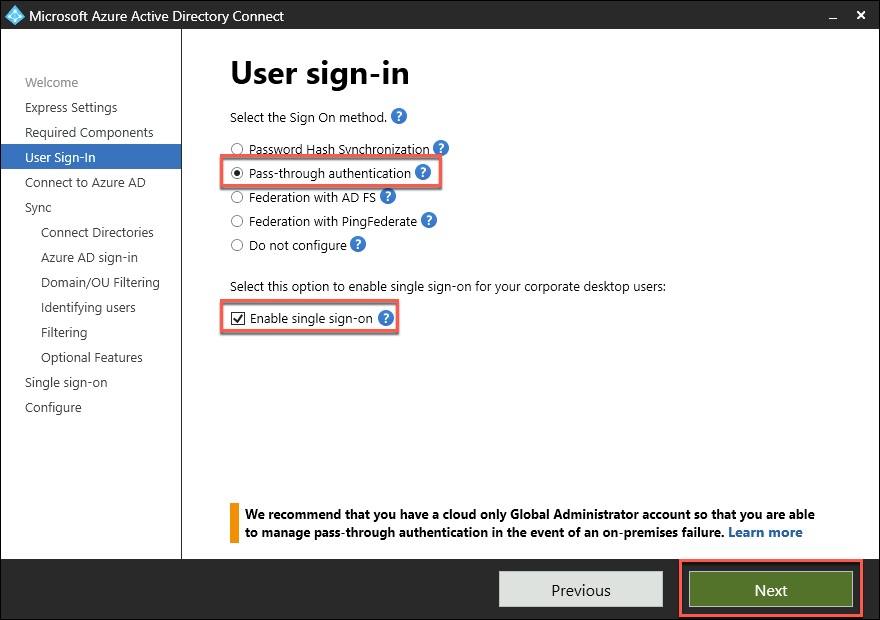 Microsoft Azure Active Directory Connect
Welcome
Express Settings
Required Components
User Sign-In
Connect to Azure AD
Sync
Connect Directories
Azure AD sign-in
Domain/OU Filtering
Identifying users
Filtering
Optional Features
Single sign-on
Configure
User sign-in
Select the Sign On method. ?
Password Hash Synchronization ?
Pass-through authentication ?
Federation with AD FS ?
Federation with PingFederate ?
Do not configure ?
Select this option to enable single sign-on for your corporate desktop users:
Enable single sign-on ?
We recommend that you have a cloud only Global Administrator account so that you are able
to manage pass-through authentication in the event of an on-premises failure. Learn more
Previous
Next